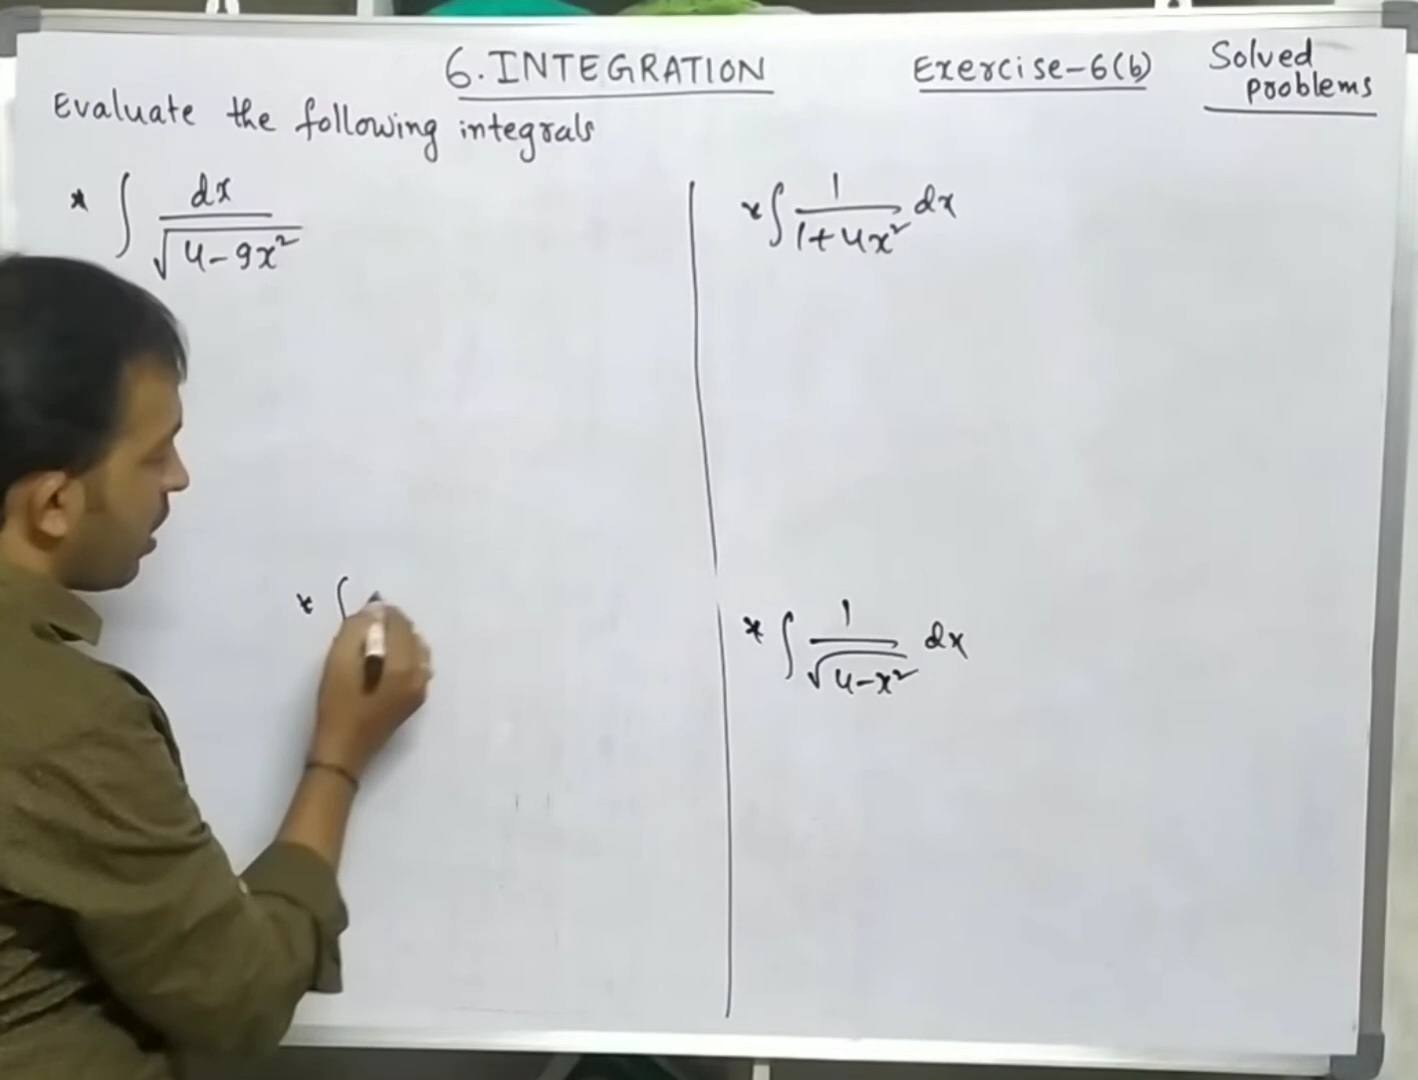 6. INTEGRATION
Exercise-6(b)
Solved
problems
Evaluate the following integrals
* ∫ dx / √(4-9x²)
* ∫ 1 / (1+4x²) dx
* ∫
* ∫ 1 / √(4-x²) dx